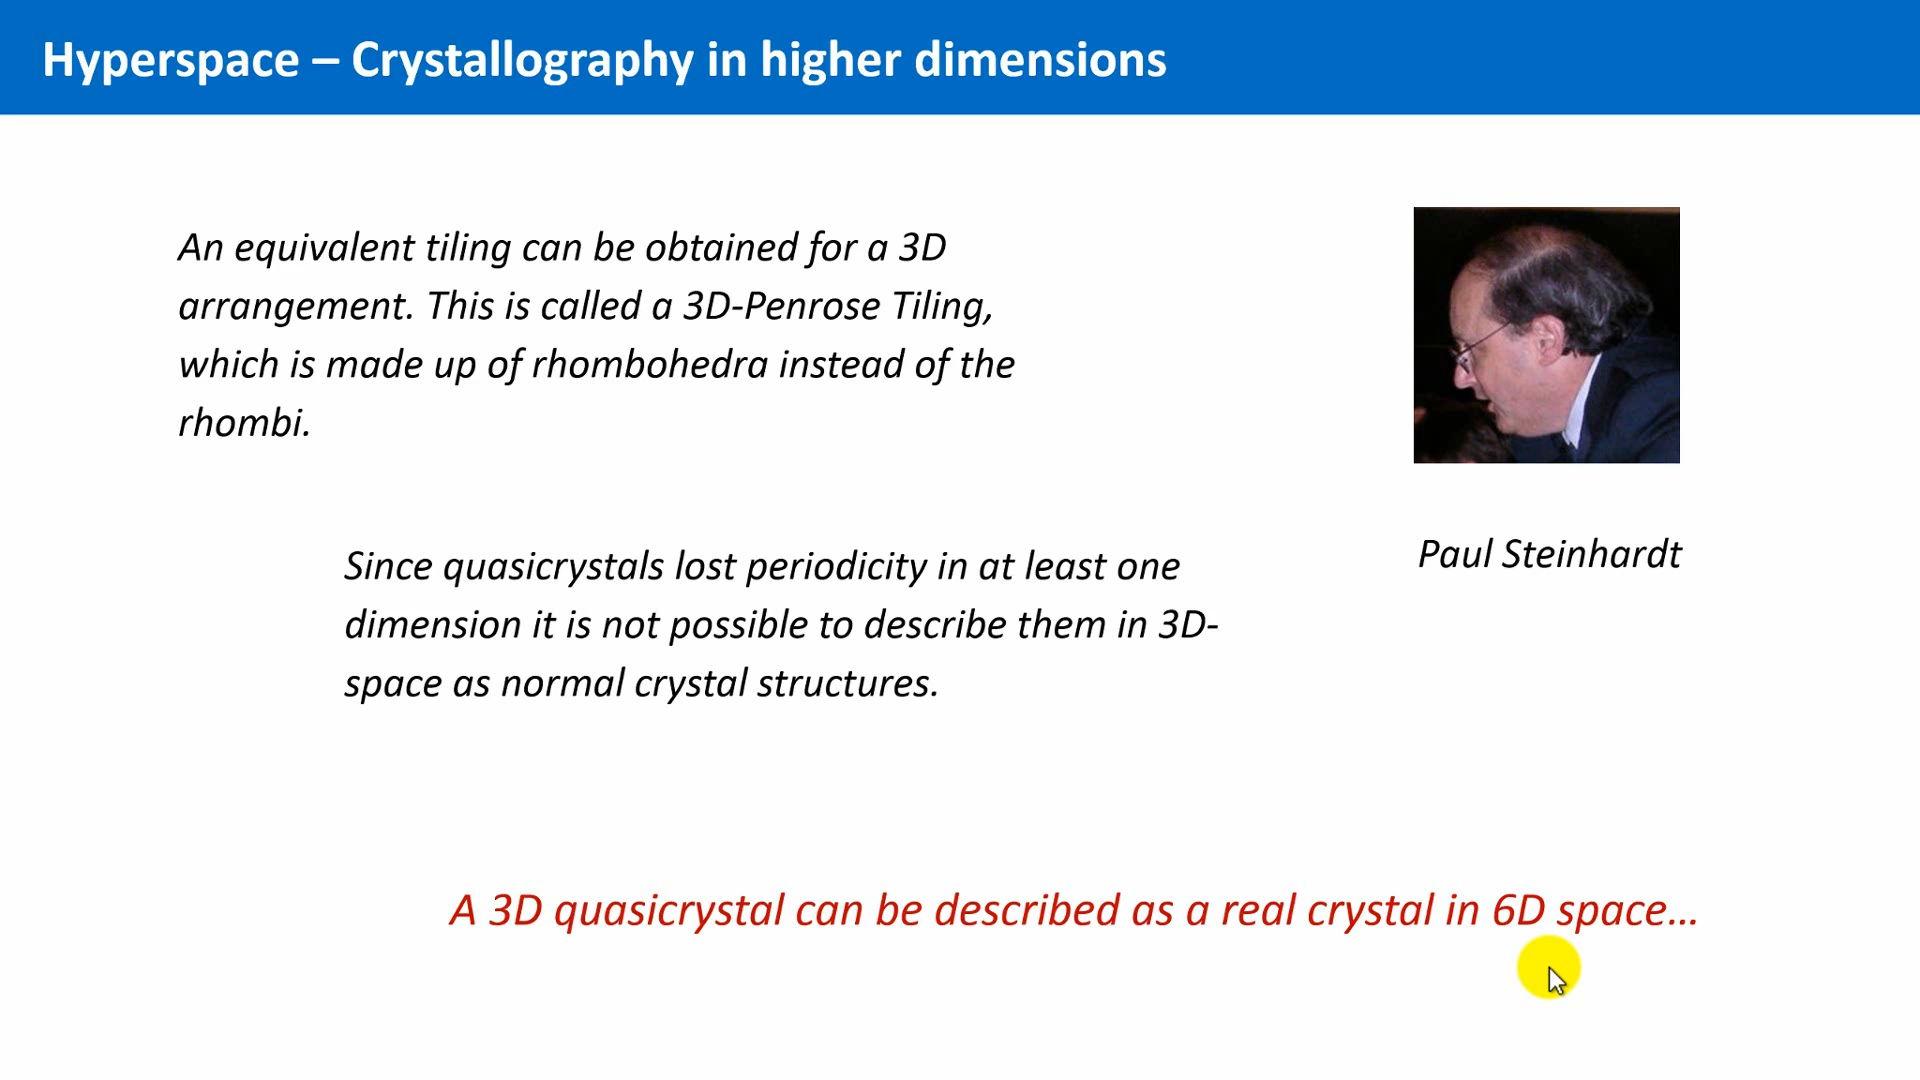 Hyperspace – Crystallography in higher dimensions
An equivalent tiling can be obtained for a 3D
arrangement. This is called a 3D-Penrose Tiling,
which is made up of rhombohedra instead of the
rhombi.
Since quasicrystals lost periodicity in at least one
dimension it is not possible to describe them in 3D-
space as normal crystal structures.
Paul Steinhardt
A 3D quasicrystal can be described as a real crystal in 6D space…